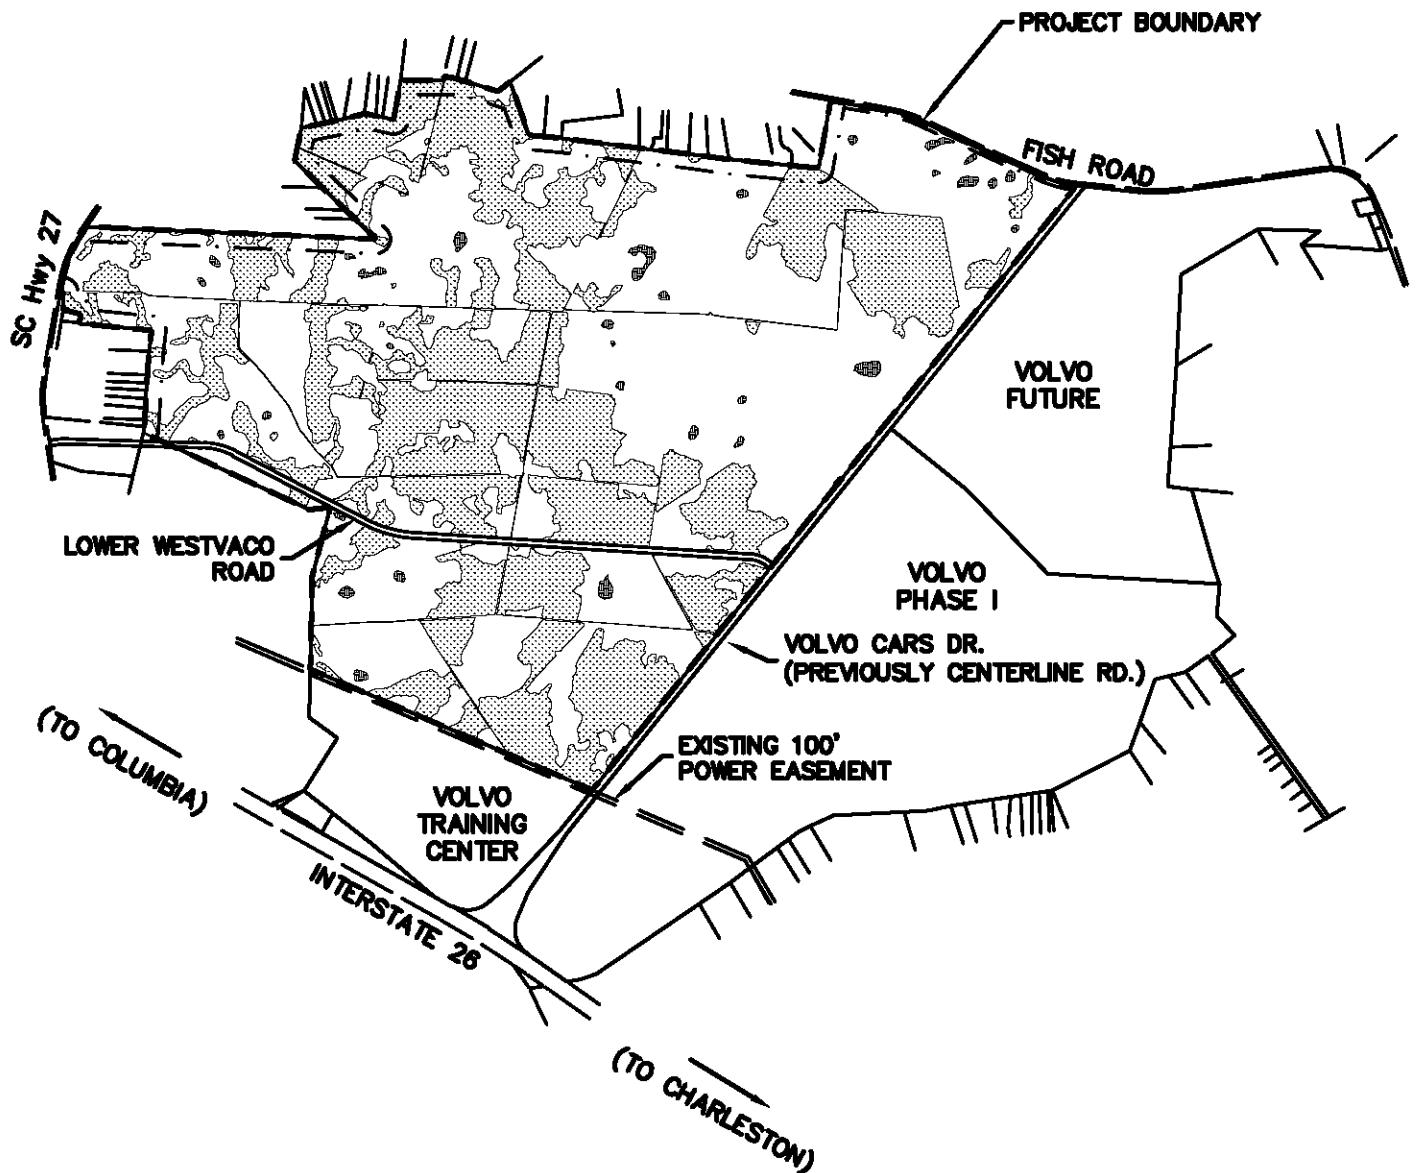 PROJECT BOUNDARY
FISH ROAD
SC Hwy 27
VOLVO
FUTURE
LOWER WESTVACO
ROAD
VOLVO
PHASE I
VOLVO CARS DR.
(PREVIOUSLY CENTERLINE RD.)
(TO COLUMBIA)
EXISTING 100'
POWER EASEMENT
VOLVO
TRAINING
CENTER
INTERSTATE 26
(TO CHARLESTON)